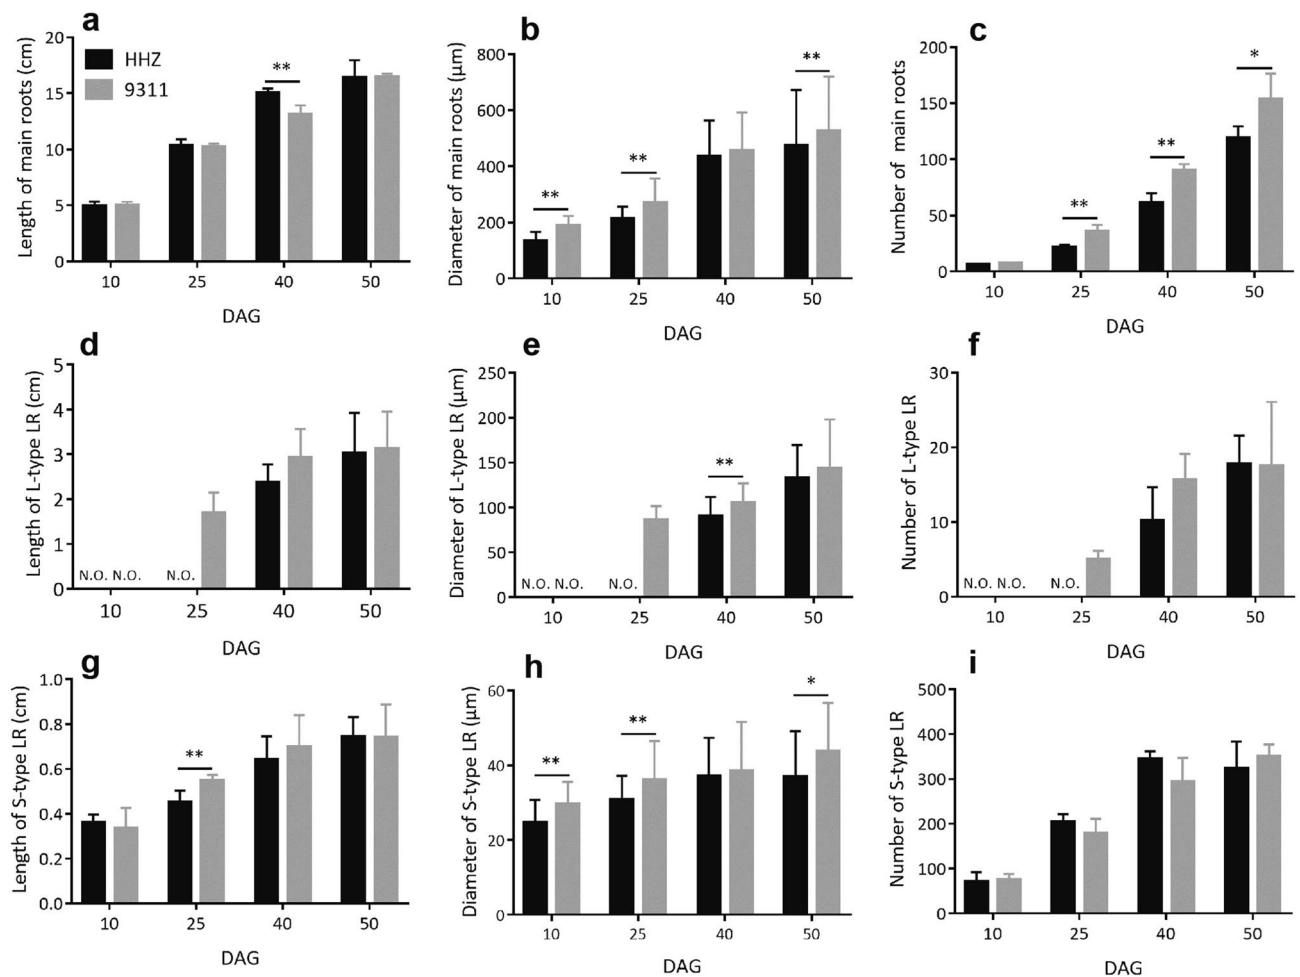 a
Length of main roots (cm)
20
15
10
5
0
HHZ
9311
**
10 25 40 50
DAG
b
Diameter of main roots (μm)
800
600
400
200
0
**
**
**
10 25 40 50
DAG
c
Number of main roots
200
150
100
50
0
**
**
*
10 25 40 50
DAG
d
Length of L-type LR (cm)
5
4
3
2
1
0
N.O. N.O. N.O.
10 25 40 50
DAG
e
Diameter of L-type LR (μm)
250
200
150
100
50
0
**
N.O. N.O. N.O.
10 25 40 50
DAG
f
Number of L-type LR
30
20
10
0
N.O. N.O. N.O.
10 25 40 50
DAG
g
Length of S-type LR (cm)
1.0
0.8
0.6
0.4
0.2
0.0
**
10 25 40 50
DAG
h
Diameter of S-type LR (μm)
60
40
20
0
**
**
*
10 25 40 50
DAG
i
Number of S-type LR
500
400
300
200
100
0
10 25 40 50
DAG